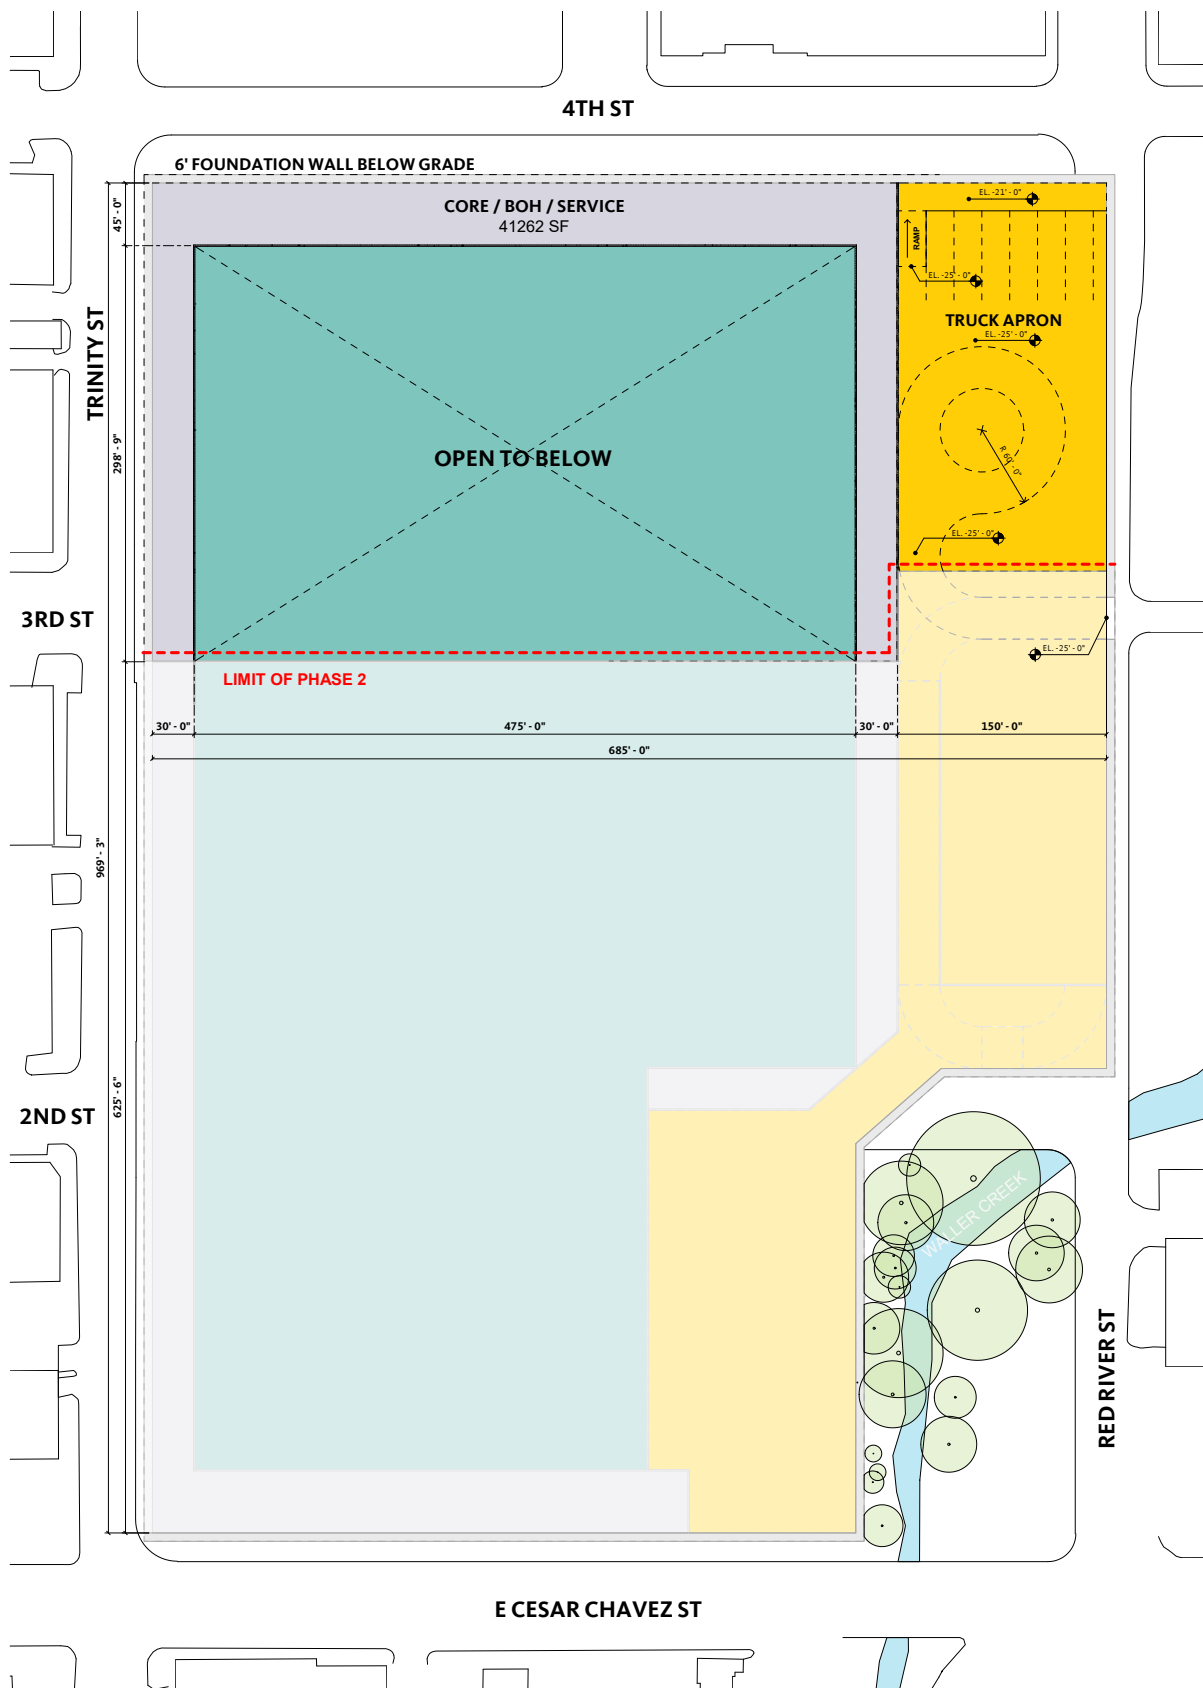 4TH ST
6' FOUNDATION WALL BELOW GRADE
45' - 0"
CORE / BOH / SERVICE
41262 SF
EL. -21' - 0"
RAMP
EL. -25' - 0"
TRUCK APRON
EL. -25' - 0"
TRINITY ST
298' - 9"
OPEN TO BELOW
R 60' - 0"
EL. -25' - 0"
3RD ST
EL. -25' - 0"
LIMIT OF PHASE 2
30' - 0"
475' - 0"
30' - 0"
150' - 0"
685' - 0"
969' - 3"
625' - 6"
2ND ST
WALLER CREEK
RED RIVER ST
E CESAR CHAVEZ ST